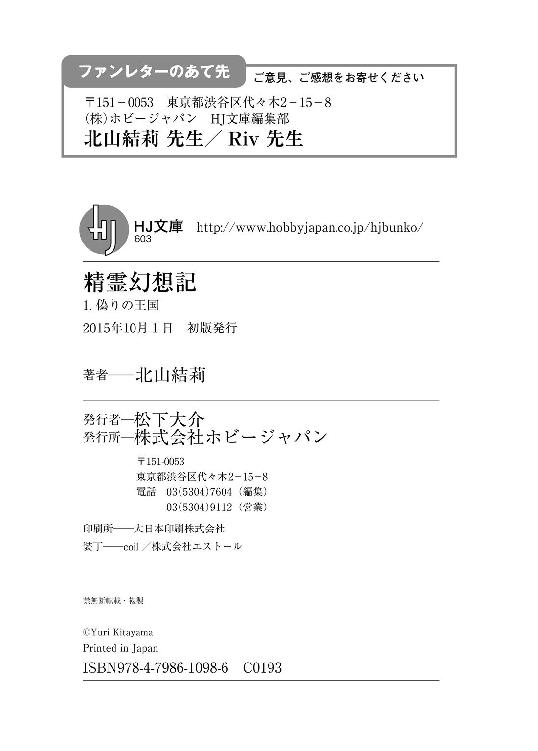 ファンレターのあて先
ご意見、ご感想をお寄せください
〒151-0053　東京都渋谷区代々木2-15-8
(株)ホビージャパン　HJ文庫編集部
北山結莉 先生／ Riv 先生
HJ
HJ文庫　http://www.hobbyjapan.co.jp/hjbunko/
603
精霊幻想記
1. 偽りの王国
2015年10月1日　初版発行
著者──北山結莉
発行者─松下大介
発行所─株式会社ホビージャパン
〒151-0053
東京都渋谷区代々木2-15-8
電話　03(5304)7604（編集）
03(5304)9112（営業）
印刷所──大日本印刷株式会社
装丁──coil／株式会社エストール
禁無断転載・複製
©Yuri Kitayama
Printed in Japan
ISBN978-4-7986-1098-6　C0193